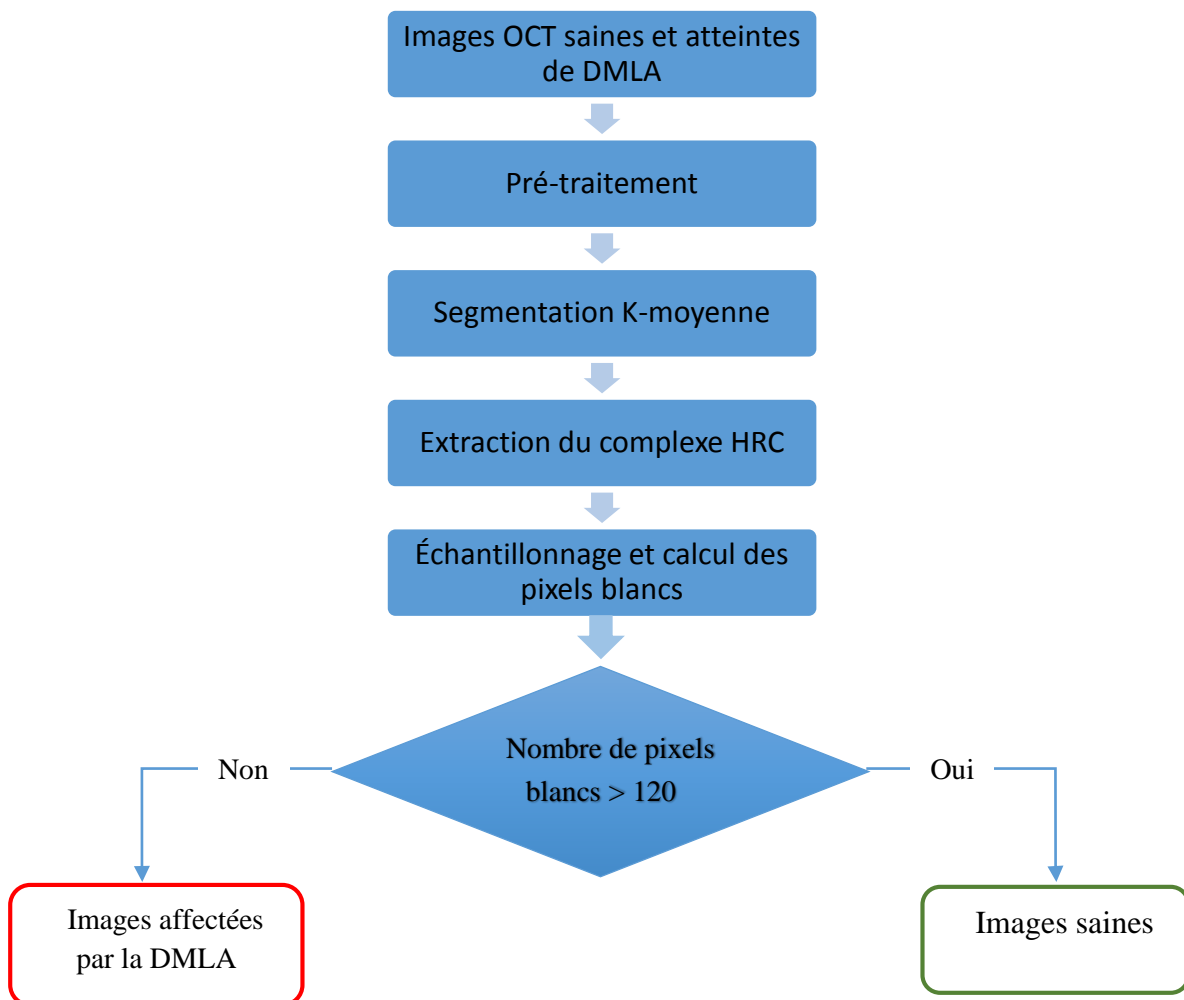 Images OCT saines et atteintes
de DMLA
Pré-traitement
Segmentation K-moyenne
Extraction du complexe HRC
Échantillonnage et calcul des
pixels blancs
Nombre de pixels
blancs > 120
Non
Oui
Images affectées
par la DMLA
Images saines